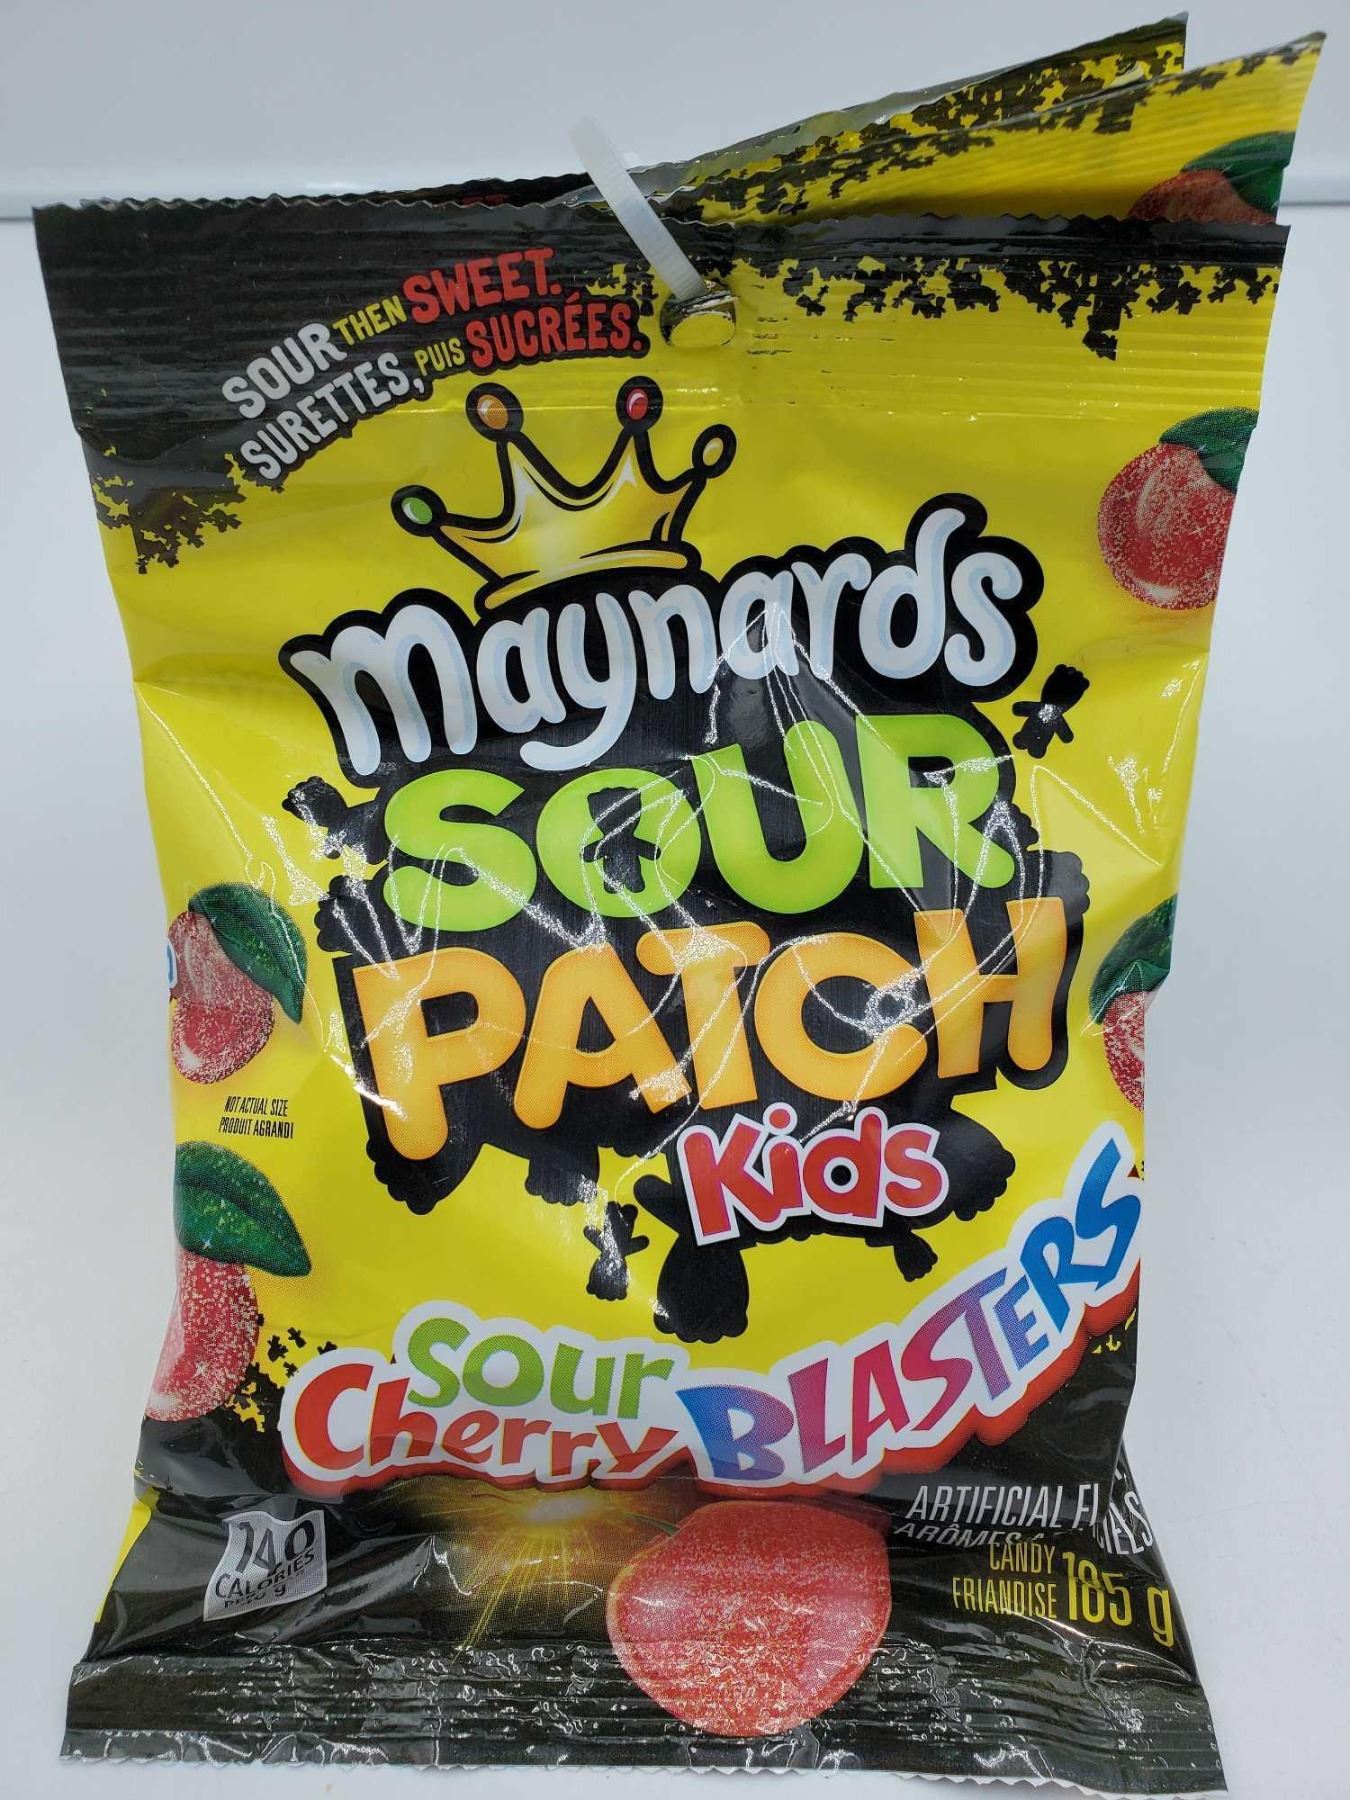 SOUR THEN SWEET.
SURETTES, PUIS SUCRÉES.
maynards
SOUR
PATCH
Kids
NOT ACTUAL SIZE
PRODUIT AGRANDI
Sour
Cherry BLASTERS
CALORIES
ARTIFICIAL
CANDY
FRIANDISE 185 g